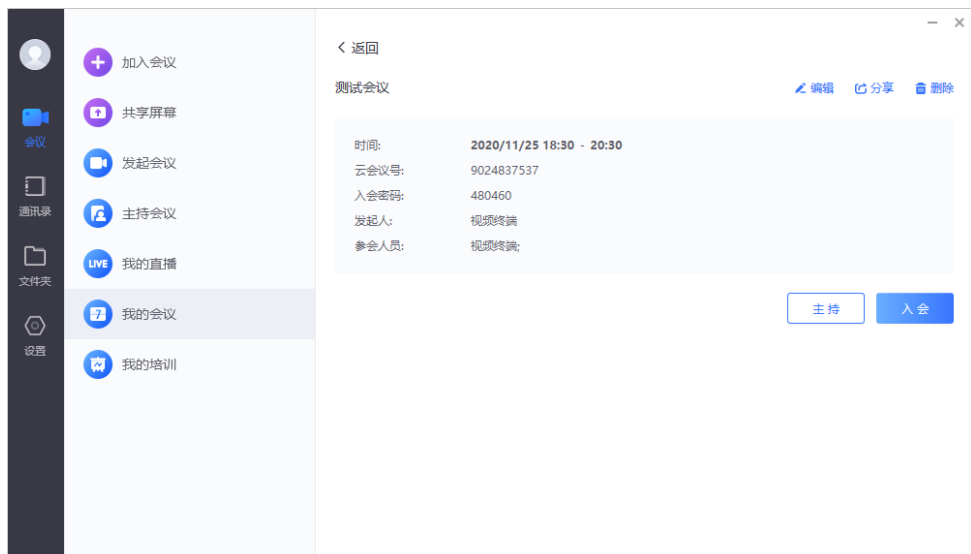 会议
通讯录
文件夹
设置
加入会议
共享屏幕
发起会议
主持会议
LIVE 我的直播
7 我的会议
我的培训
返回
测试会议 编辑 分享 删除
时间: 2020/11/25 18:30 - 20:30
云会议号: 9024837537
入会密码: 480460
发起人: 视频终端
参会人员: 视频终端;
主持 入会